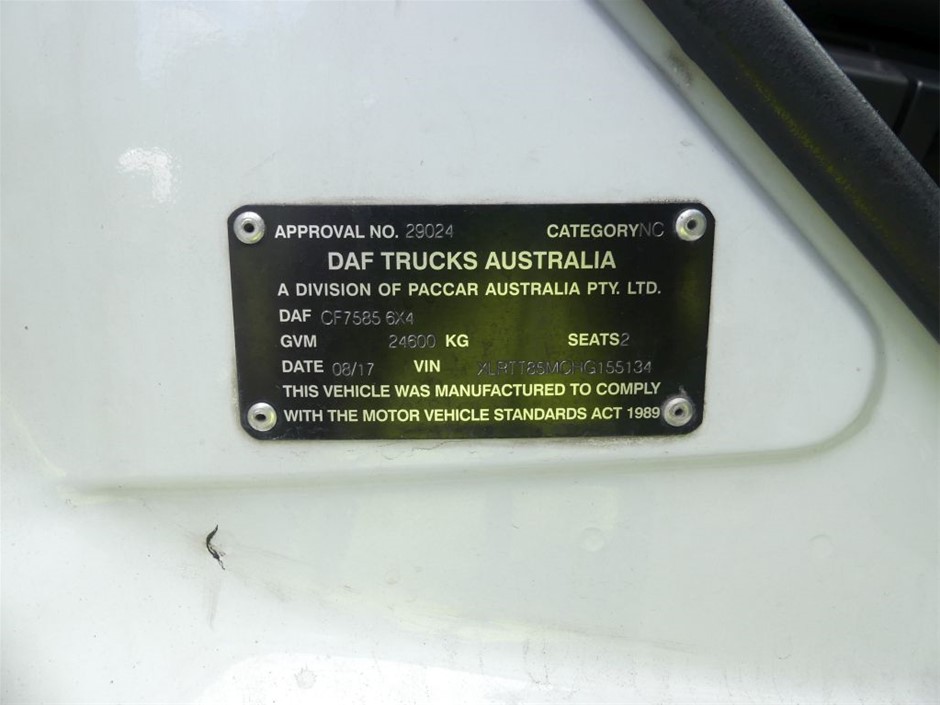 APPROVAL NO. 29024 CATEGORY NC
DAF TRUCKS AUSTRALIA
A DIVISION OF PACCAR AUSTRALIA PTY. LTD.
DAF CF7585 6X4
GVM 24600 KG SEATS 2
DATE 08/17 VIN XLRTT85MCHG155134
THIS VEHICLE WAS MANUFACTURED TO COMPLY
WITH THE MOTOR VEHICLE STANDARDS ACT 1989